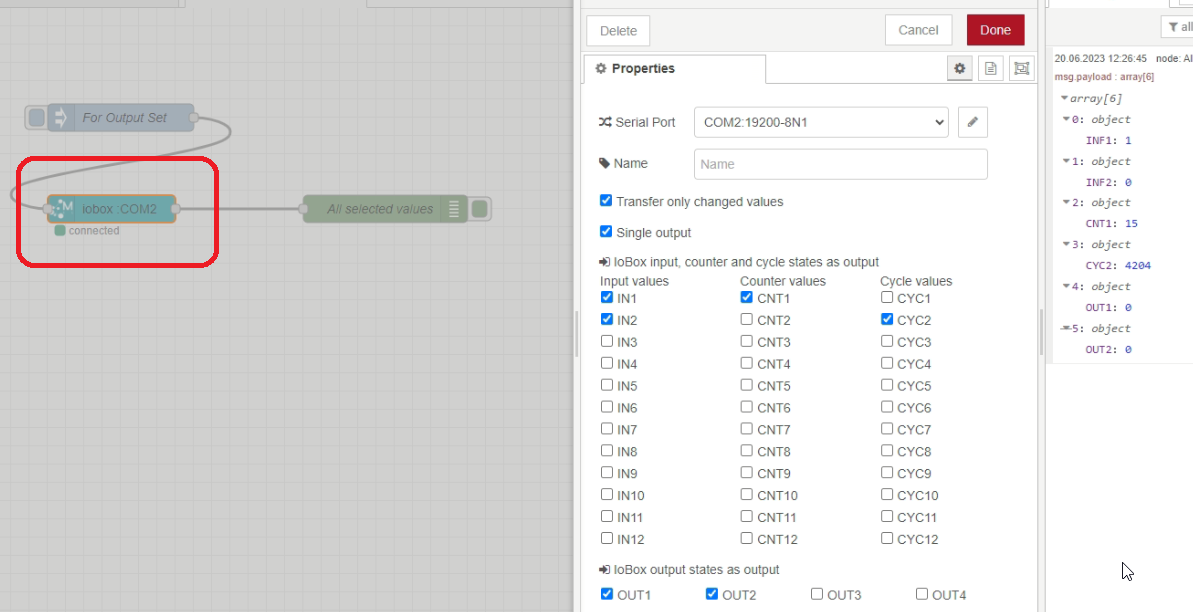 Delete
Cancel
Done
Properties
Serial Port
COM2:19200-8N1
Name
Name
Transfer only changed values
Single output
IoBox input, counter and cycle states as output
Input values Counter values Cycle values
IN1 CNT1 CYC1
IN2 CNT2 CYC2
IN3 CNT3 CYC3
IN4 CNT4 CYC4
IN5 CNT5 CYC5
IN6 CNT6 CYC6
IN7 CNT7 CYC7
IN8 CNT8 CYC8
IN9 CNT9 CYC9
IN10 CNT10 CYC10
IN11 CNT11 CYC11
IN12 CNT12 CYC12
IoBox output states as output
OUT1 OUT2 OUT3 OUT4
For Output Set
M iobox :COM2
connected
All selected values
all
20.06.2023 12:26:45 node: Al
msg.payload : array[6]
array[6]
0: object
INF1: 1
1: object
INF2: 0
2: object
CNT1: 15
3: object
CYC2: 4204
4: object
OUT1: 0
5: object
OUT2: 0